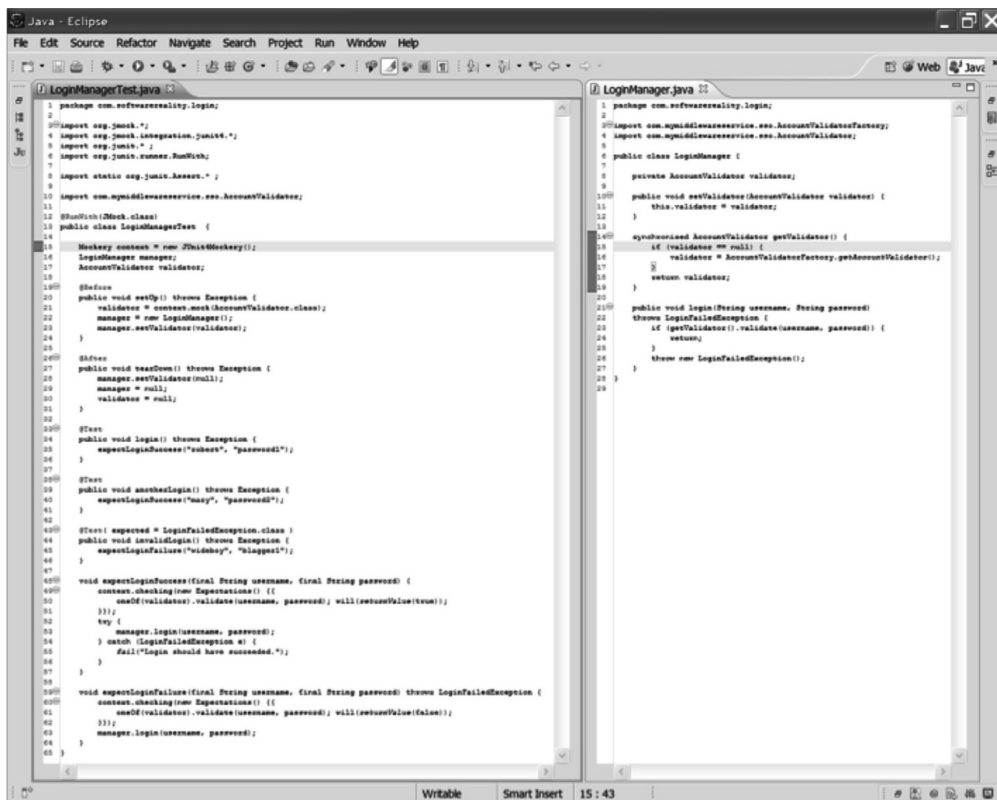 Java - Eclipse
File Edit Source Refactor Navigate Search Project Run Window Help
Web Java
LoginManagerTest.java
1 package com.softwarereality.login;
2
3 import org.jmock.*;
4 import org.jmock.integration.junit4.*;
5 import org.junit.* ;
6 import org.junit.runner.RunWith;
7
8 import static org.junit.Assert.* ;
9
10 import com.mymiddlewareservice.sso.AccountValidator;
11
12 @RunWith(JMock.class)
13 public class LoginManagerTest {
14
15 Mockery context = new JUnit4Mockery();
16 LoginManager manager;
17 AccountValidator validator;
18
19 @Before
20 public void setUp() throws Exception {
21 validator = context.mock(AccountValidator.class);
22 manager = new LoginManager();
23 manager.setValidator(validator);
24 }
25
26 @After
27 public void tearDown() throws Exception {
28 manager.setValidator(null);
29 manager = null;
30 validator = null;
31 }
32
33 @Test
34 public void login() throws Exception {
35 expectLoginSuccess("robert", "password1");
36 }
37
38 @Test
39 public void anotherLogin() throws Exception {
40 expectLoginSuccess("mary", "password2");
41 }
42
43 @Test( expected = LoginFailedException.class )
44 public void invalidLogin() throws Exception {
45 expectLoginFailure("wideboy", "blagger1");
46 }
47
48 void expectLoginSuccess(final String username, final String password) {
49 context.checking(new Expectations() {{
50 oneOf(validator).validate(username, password); will(returnValue(true));
51 }});
52 try {
53 manager.login(username, password);
54 } catch (LoginFailedException e) {
55 fail("Login should have succeeded.");
56 }
57 }
58
59 void expectLoginFailure(final String username, final String password) throws LoginFailedException {
60 context.checking(new Expectations() {{
61 oneOf(validator).validate(username, password); will(returnValue(false));
62 }});
63 manager.login(username, password);
64 }
65 }
LoginManager.java
1 package com.softwarereality.login;
2
3 import com.mymiddlewareservice.sso.AccountValidatorFactory;
4 import com.mymiddlewareservice.sso.AccountValidator;
5
6 public class LoginManager {
7
8 private AccountValidator validator;
9
10 public void setValidator(AccountValidator validator) {
11 this.validator = validator;
12 }
13
14 synchronized AccountValidator getValidator() {
15 if (validator == null) {
16 validator = AccountValidatorFactory.getAccountValidator();
17 }
18 return validator;
19 }
20
21 public void login(String username, String password)
22 throws LoginFailedException {
23 if (getValidator().validate(username, password)) {
24 return;
25 }
26 throw new LoginFailedException();
27 }
28 }
29
Writable Smart Insert 15 : 43